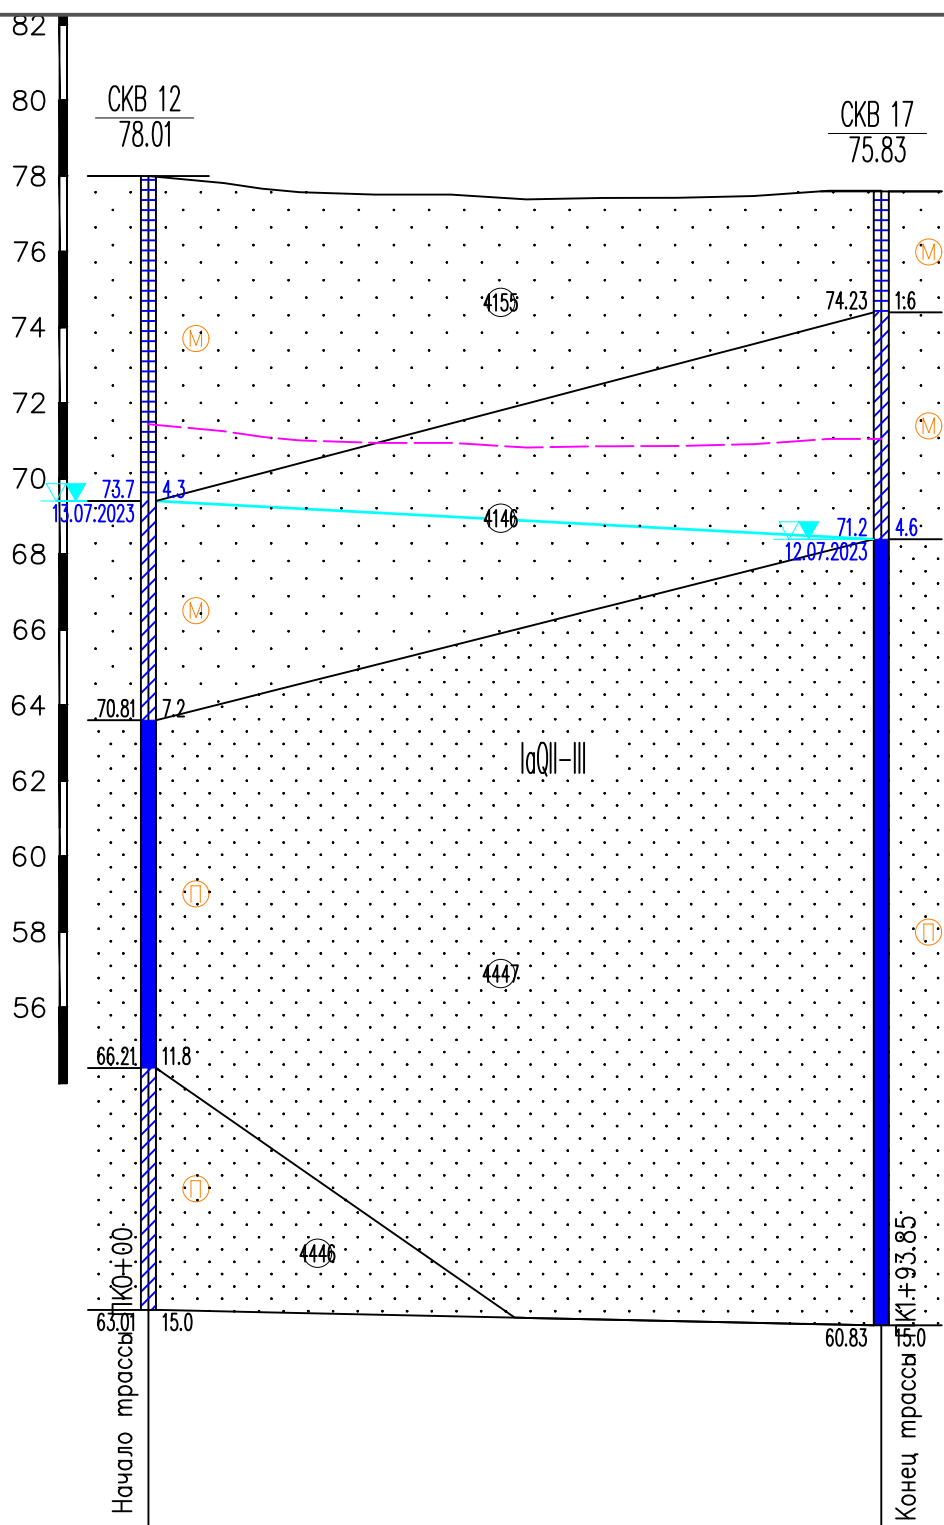 82
80
78
76
74
72
70
68
66
64
62
60
58
56
СКВ 12
78.01
СКВ 17
75.83
М
М
4155
74.23 1.6
М
М
73.7 4.3
13.07.2023
4146
71.2 4.6
12.07.2023
М
70.81 7.2
laQII-III
П
П
4447
66.21 11.8
П
4446
63.01 15.0
60.83 15.0
Начало трассы ПК0+00
Конец трассы ПК1+93.85